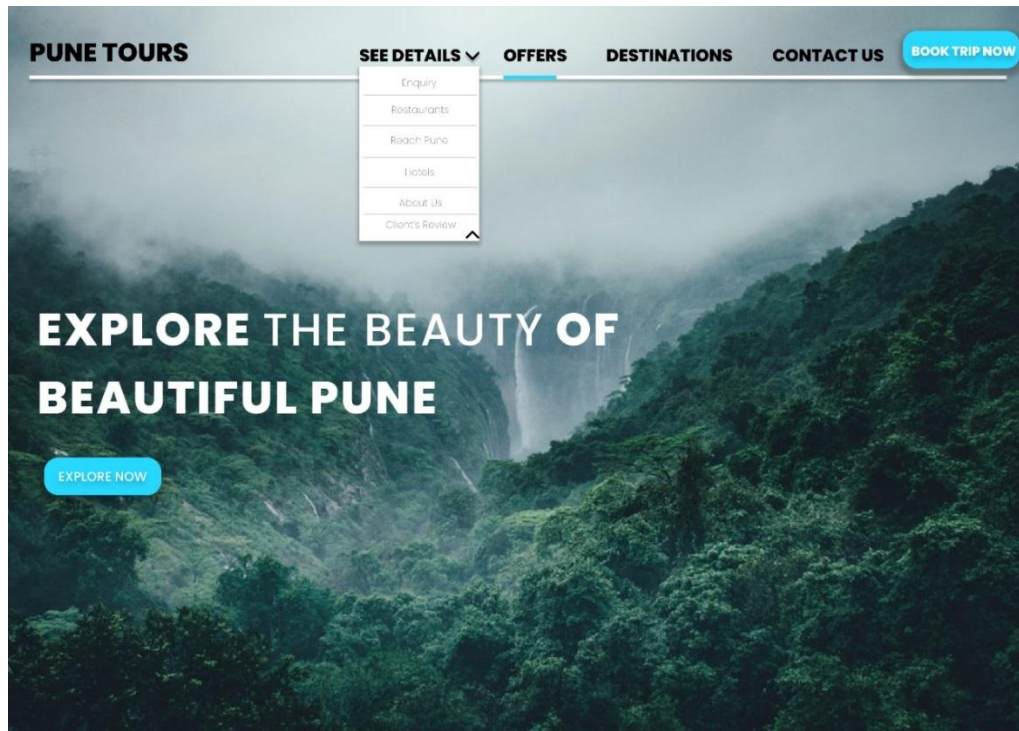 PUNE TOURS
SEE DETAILS OFFERS DESTINATIONS CONTACT US BOOK TRIP NOW
Enquiry
Restaurants
Reach Pune
Hotels
About Us
Client's Review
EXPLORE THE BEAUTY OF
BEAUTIFUL PUNE
EXPLORE NOW